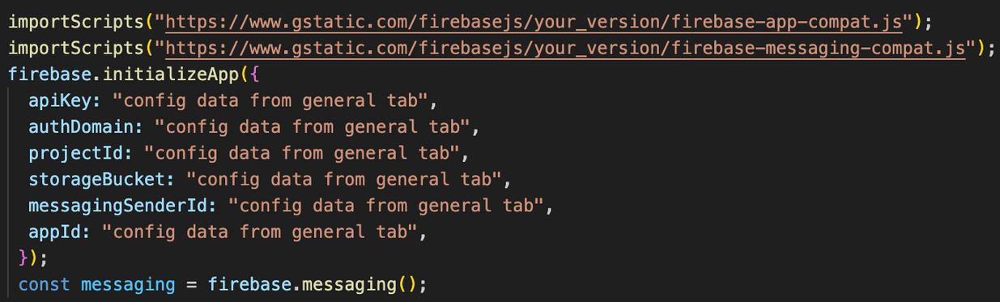 importScripts("https://www.gstatic.com/firebasejs/your_version/firebase-app-compat.js");
importScripts("https://www.gstatic.com/firebasejs/your_version/firebase-messaging-compat.js");
firebase.initializeApp({
  apiKey: "config data from general tab",
  authDomain: "config data from general tab",
  projectId: "config data from general tab",
  storageBucket: "config data from general tab",
  messagingSenderId: "config data from general tab",
  appId: "config data from general tab",
 });
 const messaging = firebase.messaging();